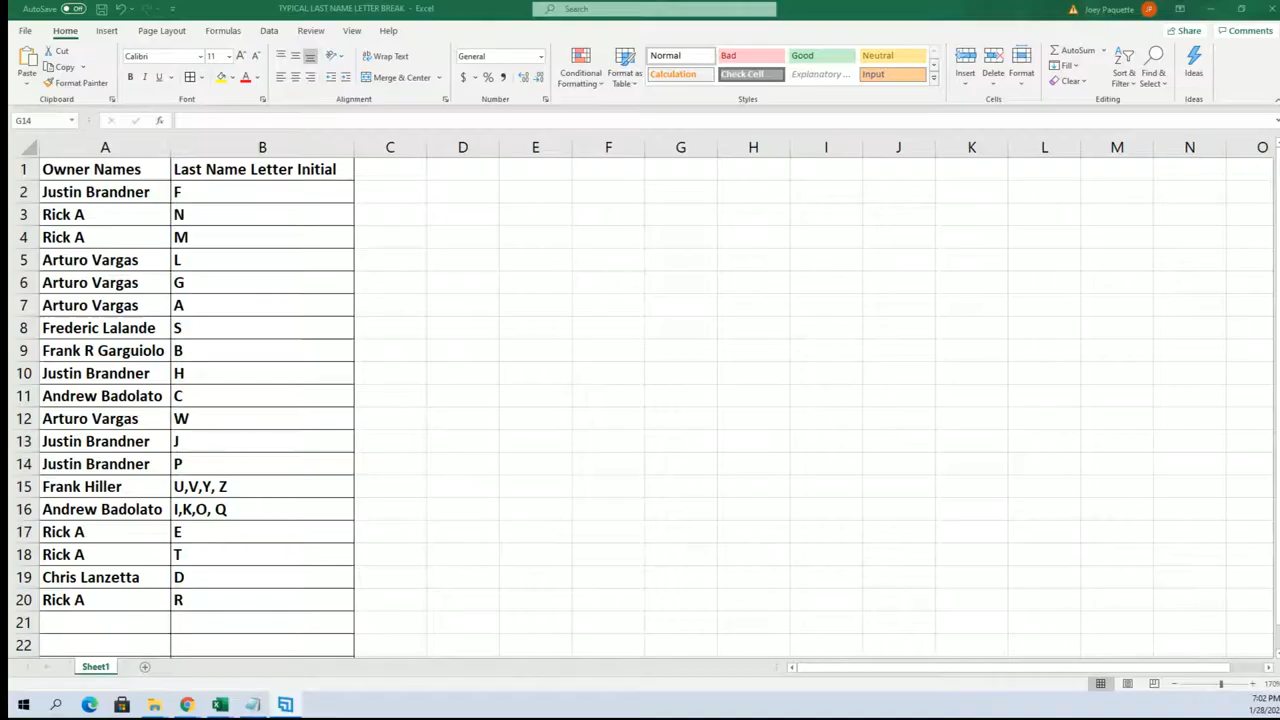 AutoSave Off TYPICAL LAST NAME LETTER BREAK - Excel Search Joey Paquette JP
File Home Insert Page Layout Formulas Data Review View Help Share Comments
Paste Cut Copy Format Painter
Clipboard
Calibri 11
B I U A
Font
Wrap Text
Merge & Center
Alignment
General
$ % 9
Number
Conditional Formatting
Format as Table
Normal Bad Good Neutral
Calculation Check Cell Explanatory ... Input
Styles
Insert Delete Format
Cells
AutoSum
Fill
Clear
Sort & Filter
Find & Select
Editing
Ideas
Ideas
G14 fx
A B C D E F G H I J K L M N O
1 Owner Names Last Name Letter Initial
2 Justin Brandner F
3 Rick A N
4 Rick A M
5 Arturo Vargas L
6 Arturo Vargas G
7 Arturo Vargas A
8 Frederic Lalande S
9 Frank R Garguiolo B
10 Justin Brandner H
11 Andrew Badolato C
12 Arturo Vargas W
13 Justin Brandner J
14 Justin Brandner P
15 Frank Hiller U,V,Y, Z
16 Andrew Badolato I,K,O, Q
17 Rick A E
18 Rick A T
19 Chris Lanzetta D
20 Rick A R
21
22
Sheet1
170%
7:02 PM